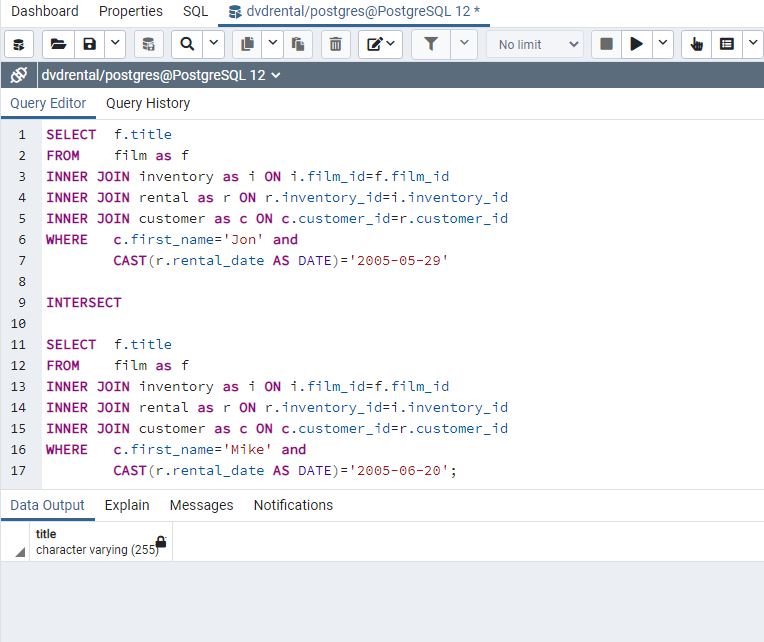 Dashboard Properties SQL dvdrental/postgres@PostgreSQL 12 *
No limit
dvdrental/postgres@PostgreSQL 12
Query Editor Query History
1 SELECT f.title
2 FROM film as f
3 INNER JOIN inventory as i ON i.film_id=f.film_id
4 INNER JOIN rental as r ON r.inventory_id=i.inventory_id
5 INNER JOIN customer as c ON c.customer_id=r.customer_id
6 WHERE c.first_name='Jon' and
7 CAST(r.rental_date AS DATE)='2005-05-29'
8
9 INTERSECT
10
11 SELECT f.title
12 FROM film as f
13 INNER JOIN inventory as i ON i.film_id=f.film_id
14 INNER JOIN rental as r ON r.inventory_id=i.inventory_id
15 INNER JOIN customer as c ON c.customer_id=r.customer_id
16 WHERE c.first_name='Mike' and
17 CAST(r.rental_date AS DATE)='2005-06-20';
Data Output Explain Messages Notifications
title
character varying (255)